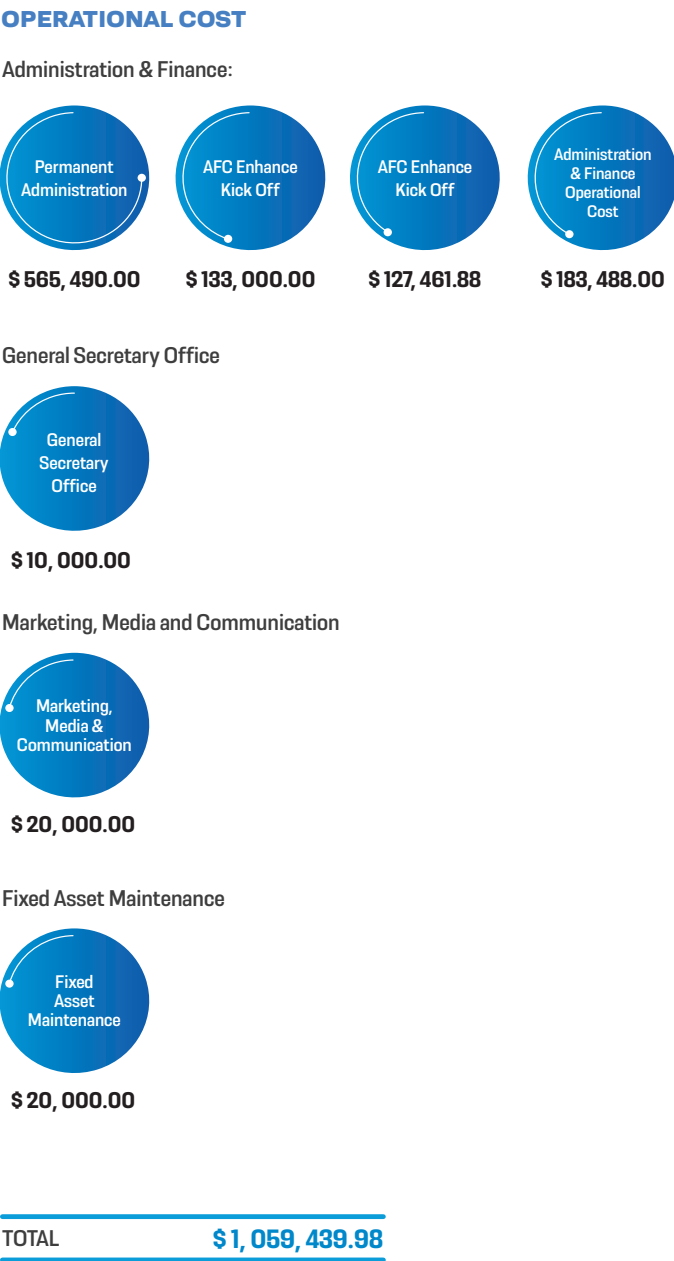 OPERATIONAL COST
Administration & Finance:
Permanent
Administration
$ 565, 490.00
AFC Enhance
Kick Off
$ 133, 000.00
AFC Enhance
Kick Off
$ 127, 461.88
Administration
& Finance
Operational
Cost
$ 183, 488.00
General Secretary Office
General
Secretary
Office
$ 10, 000.00
Marketing, Media and Communication
Marketing,
Media &
Communication
$ 20, 000.00
Fixed Asset Maintenance
Fixed
Asset
Maintenance
$ 20, 000.00
TOTAL $ 1, 059, 439.98